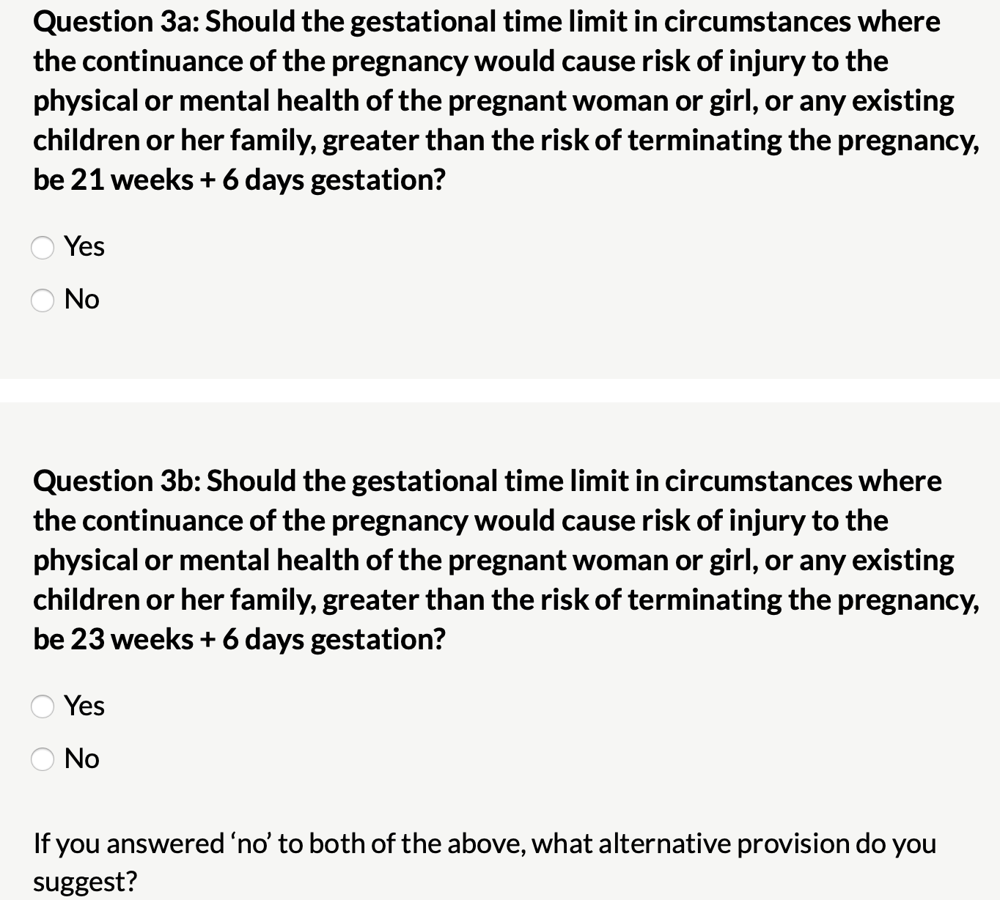 Question 3a: Should the gestational time limit in circumstances where
the continuance of the pregnancy would cause risk of injury to the
physical or mental health of the pregnant woman or girl, or any existing
children or her family, greater than the risk of terminating the pregnancy,
be 21 weeks + 6 days gestation?
Yes
No
Question 3b: Should the gestational time limit in circumstances where
the continuance of the pregnancy would cause risk of injury to the
physical or mental health of the pregnant woman or girl, or any existing
children or her family, greater than the risk of terminating the pregnancy,
be 23 weeks + 6 days gestation?
Yes
No
If you answered ‘no’ to both of the above, what alternative provision do you
suggest?